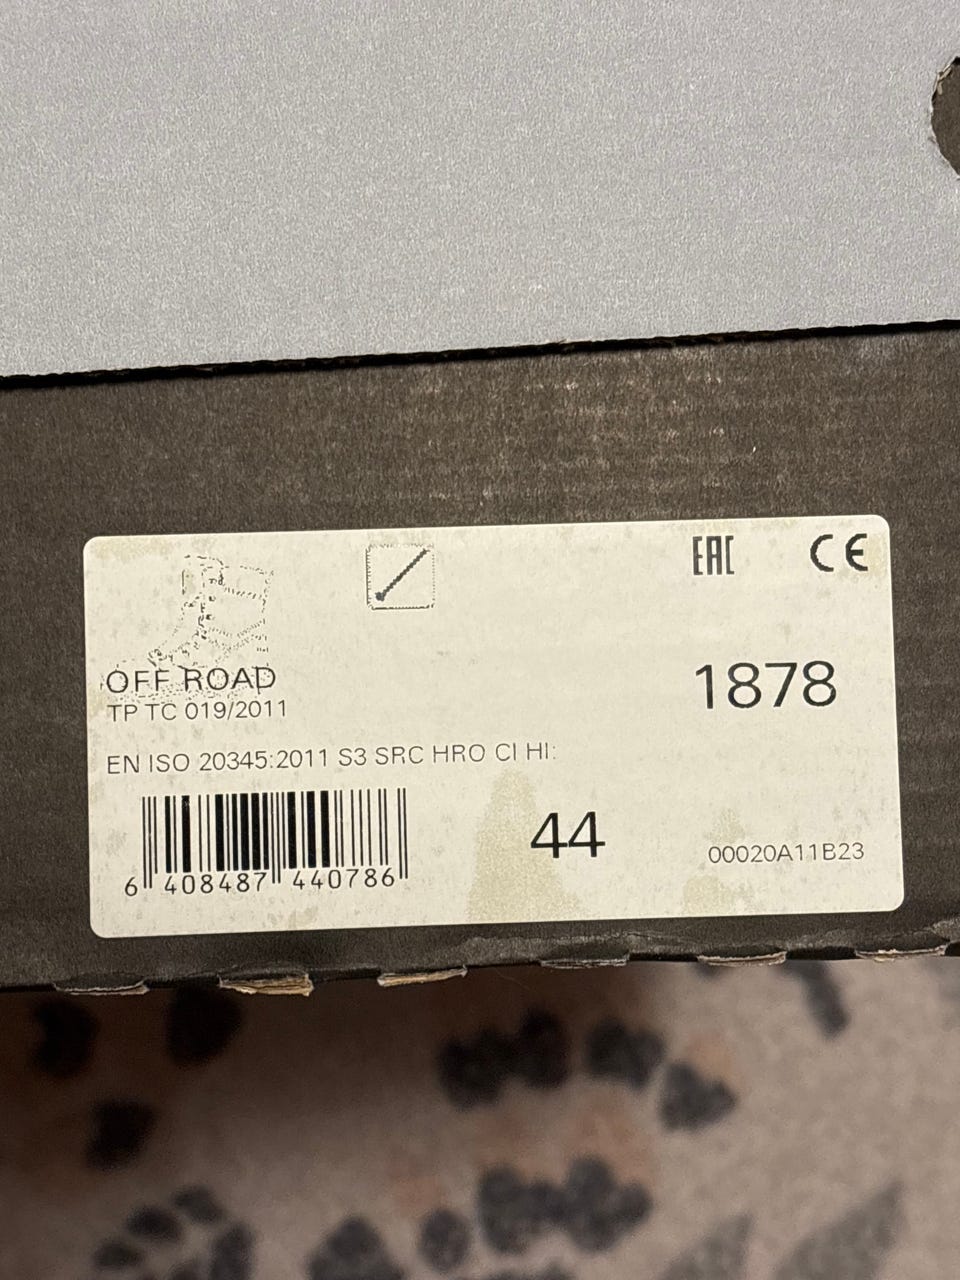 EAC CE
OFF ROAD
1878
TP TC 019/2011
EN ISO 20345:2011 S3 SRC HRO CI HI:
44
00020A11B23
6 408487 440786